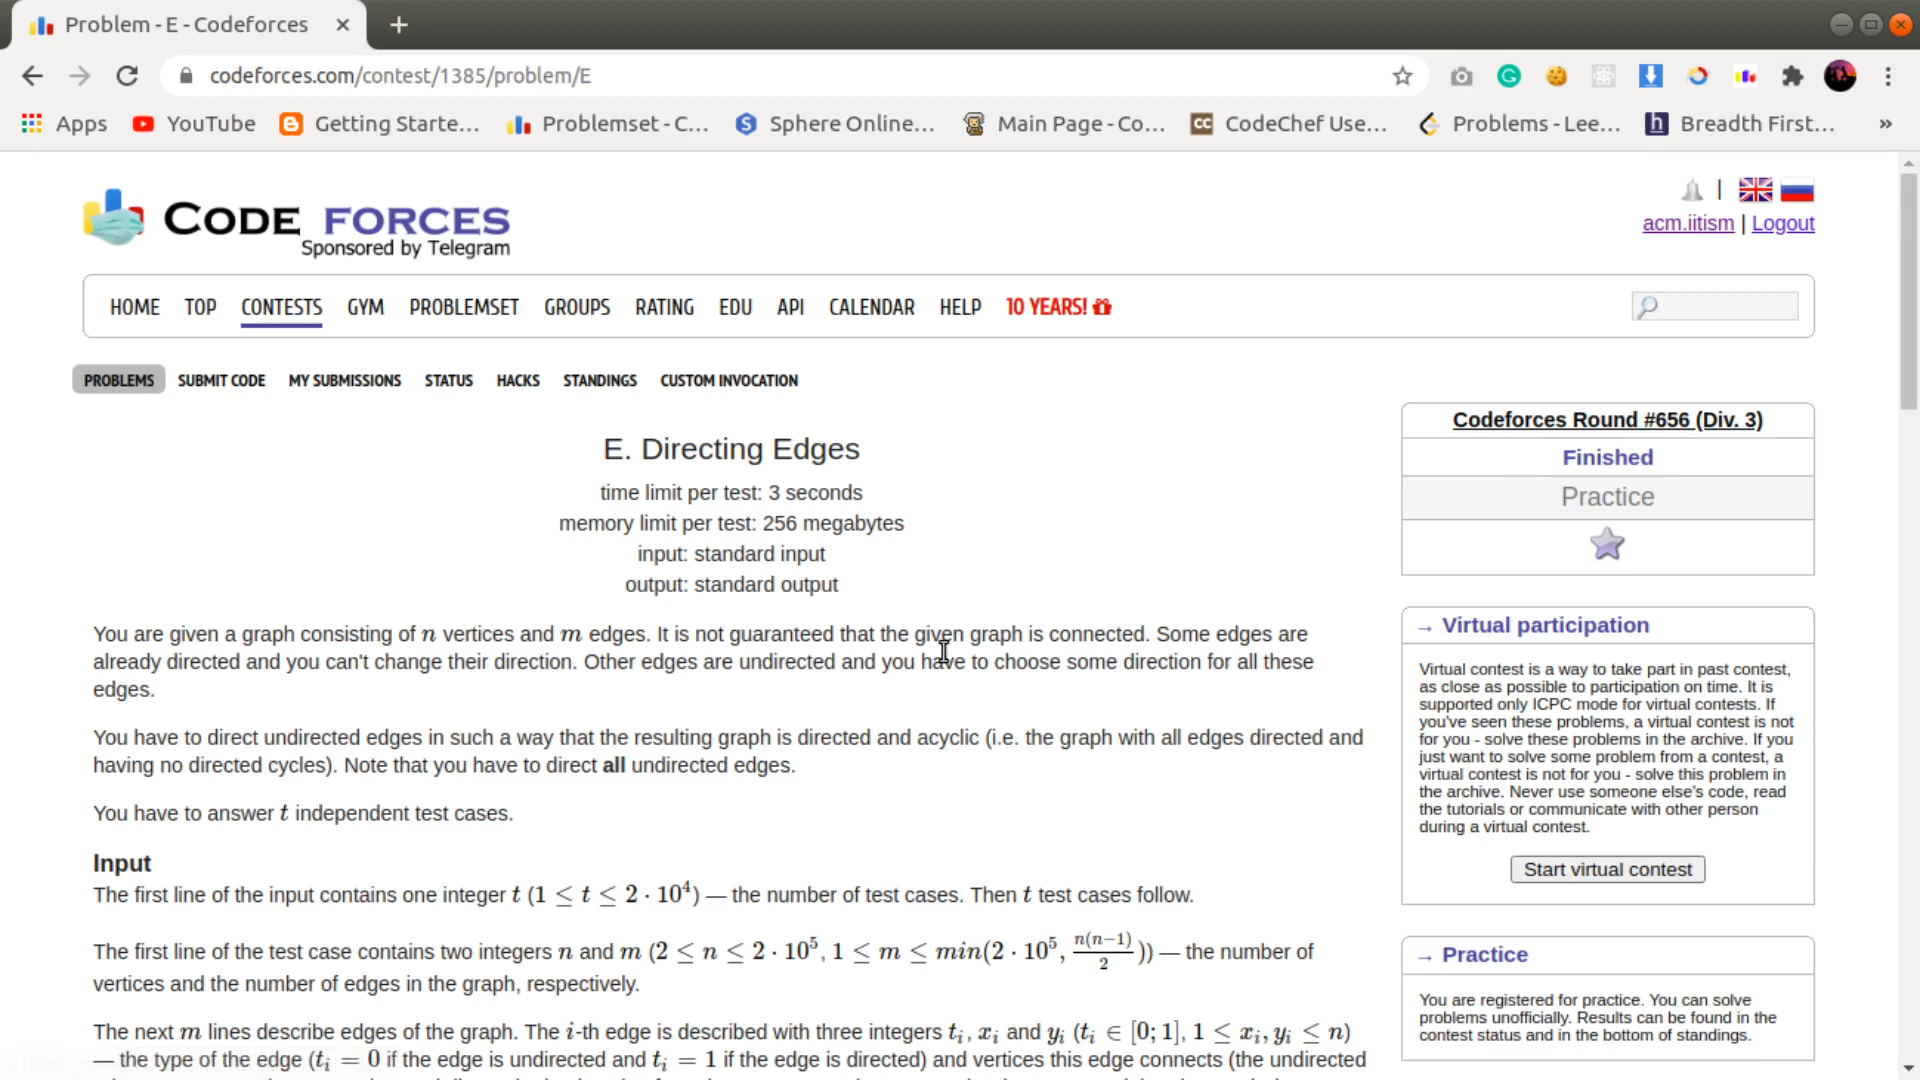 Problem - E - Codeforces
codeforces.com/contest/1385/problem/E
Apps YouTube Getting Starte... Problemset - C... Sphere Online... Main Page - Co... CodeChef Use... Problems - Lee... Breadth First... »
CODE FORCES
Sponsored by Telegram
acm.iitism | Logout
HOME TOP CONTESTS GYM PROBLEMSET GROUPS RATING EDU API CALENDAR HELP 10 YEARS!
PROBLEMS SUBMIT CODE MY SUBMISSIONS STATUS HACKS STANDINGS CUSTOM INVOCATION
E. Directing Edges
time limit per test: 3 seconds
memory limit per test: 256 megabytes
input: standard input
output: standard output
You are given a graph consisting of n vertices and m edges. It is not guaranteed that the given graph is connected. Some edges are
already directed and you can't change their direction. Other edges are undirected and you have to choose some direction for all these
edges.
You have to direct undirected edges in such a way that the resulting graph is directed and acyclic (i.e. the graph with all edges directed and
having no directed cycles). Note that you have to direct all undirected edges.
You have to answer t independent test cases.
Input
The first line of the input contains one integer t (1 ≤ t ≤ 2 · 10⁴) — the number of test cases. Then t test cases follow.
The first line of the test case contains two integers n and m (2 ≤ n ≤ 2 · 10⁵, 1 ≤ m ≤ min(2 · 10⁵, n(n−1)/2)) — the number of
vertices and the number of edges in the graph, respectively.
The next m lines describe edges of the graph. The i-th edge is described with three integers tᵢ, xᵢ and yᵢ (tᵢ ∈ [0; 1], 1 ≤ xᵢ, yᵢ ≤ n)
— the type of the edge (tᵢ = 0 if the edge is undirected and tᵢ = 1 if the edge is directed) and vertices this edge connects (the undirected
Codeforces Round #656 (Div. 3)
Finished
Practice
→ Virtual participation
Virtual contest is a way to take part in past contest,
as close as possible to participation on time. It is
supported only ICPC mode for virtual contests. If
you've seen these problems, a virtual contest is not
for you - solve these problems in the archive. If you
just want to solve some problem from a contest, a
virtual contest is not for you - solve this problem in
the archive. Never use someone else's code, read
the tutorials or communicate with other person
during a virtual contest.
Start virtual contest
→ Practice
You are registered for practice. You can solve
problems unofficially. Results can be found in the
contest status and in the bottom of standings.